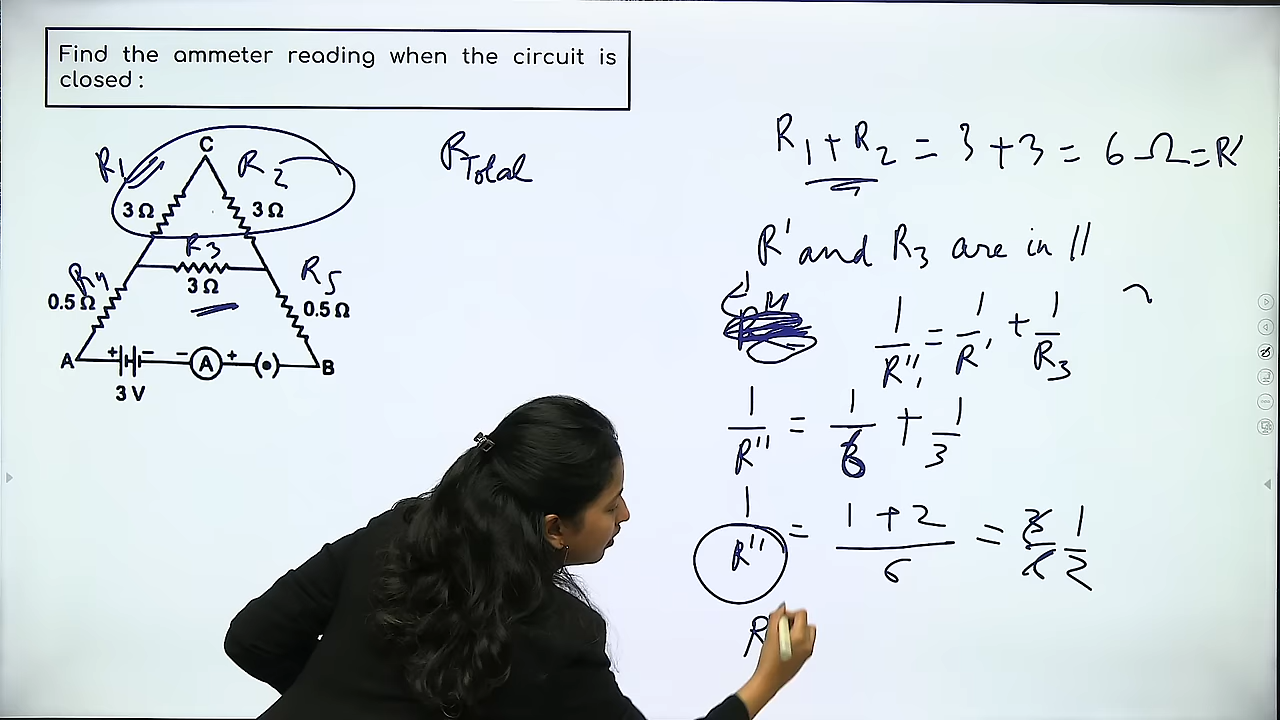 Find the ammeter reading when the circuit is
closed :
R1 R2
C
3 Ω 3 Ω
R3
3 Ω
R4 R5
0.5 Ω 0.5 Ω
A + − − A + (•) B
3 V
RTotal
R1 + R2 = 3 + 3 = 6 Ω = R'
R' and R3 are in //
1/R'' = 1/R' + 1/R3
1/R'' = 1/6 + 1/3
1/R'' = 1 + 2/6 = 3/6 1/2
R